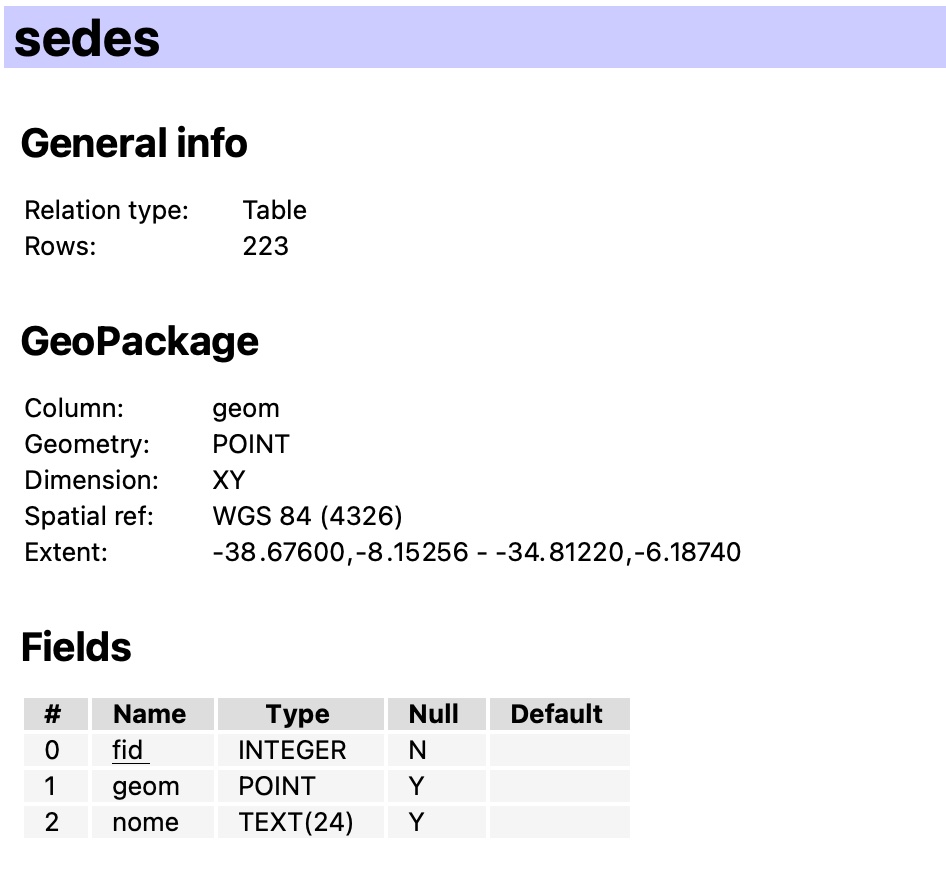 sedes
General info
Relation type: Table
Rows: 223
GeoPackage
Column: geom
Geometry: POINT
Dimension: XY
Spatial ref: WGS 84 (4326)
Extent: -38.67600,-8.15256 - -34.81220,-6.18740
Fields
# Name Type Null Default
0 fid INTEGER N
1 geom POINT Y
2 nome TEXT(24) Y